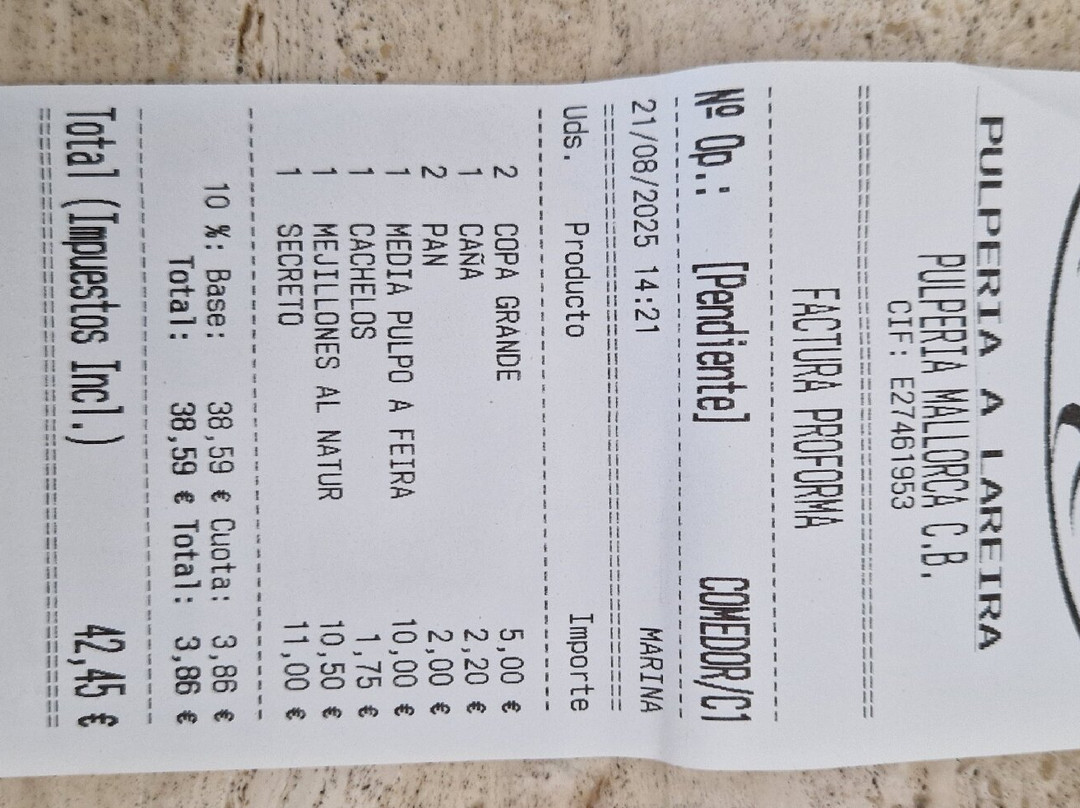 PULPERIA A LAREIRA
PULPERIA MALLORCA C.B.
CIF: E27461953
FACTURA PROFORMA
Nº Op.: [Pendiente] COMEDOR/C1
21/08/2025 14:21 MARINA
Uds. Producto Importe
2 COPA GRANDE 5,00 €
1 CAÑA 2,20 €
2 PAN 2,00 €
1 MEDIA PULPO A FEIRA 10,00 €
1 CACHELOS 1,75 €
1 MEJILLONES AL NATUR 10,50 €
1 SECRETO 11,00 €
10 %: Base: 38,59 € Cuota: 3,86 €
Total: 38,59 € Total: 3,86 €
Total (Impuestos Incl.) 42,45 €